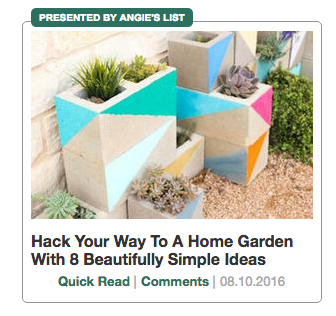 PRESENTED BY ANGIE'S LIST
Hack Your Way To A Home Garden
With 8 Beautifully Simple Ideas
Quick Read | Comments | 08.10.2016